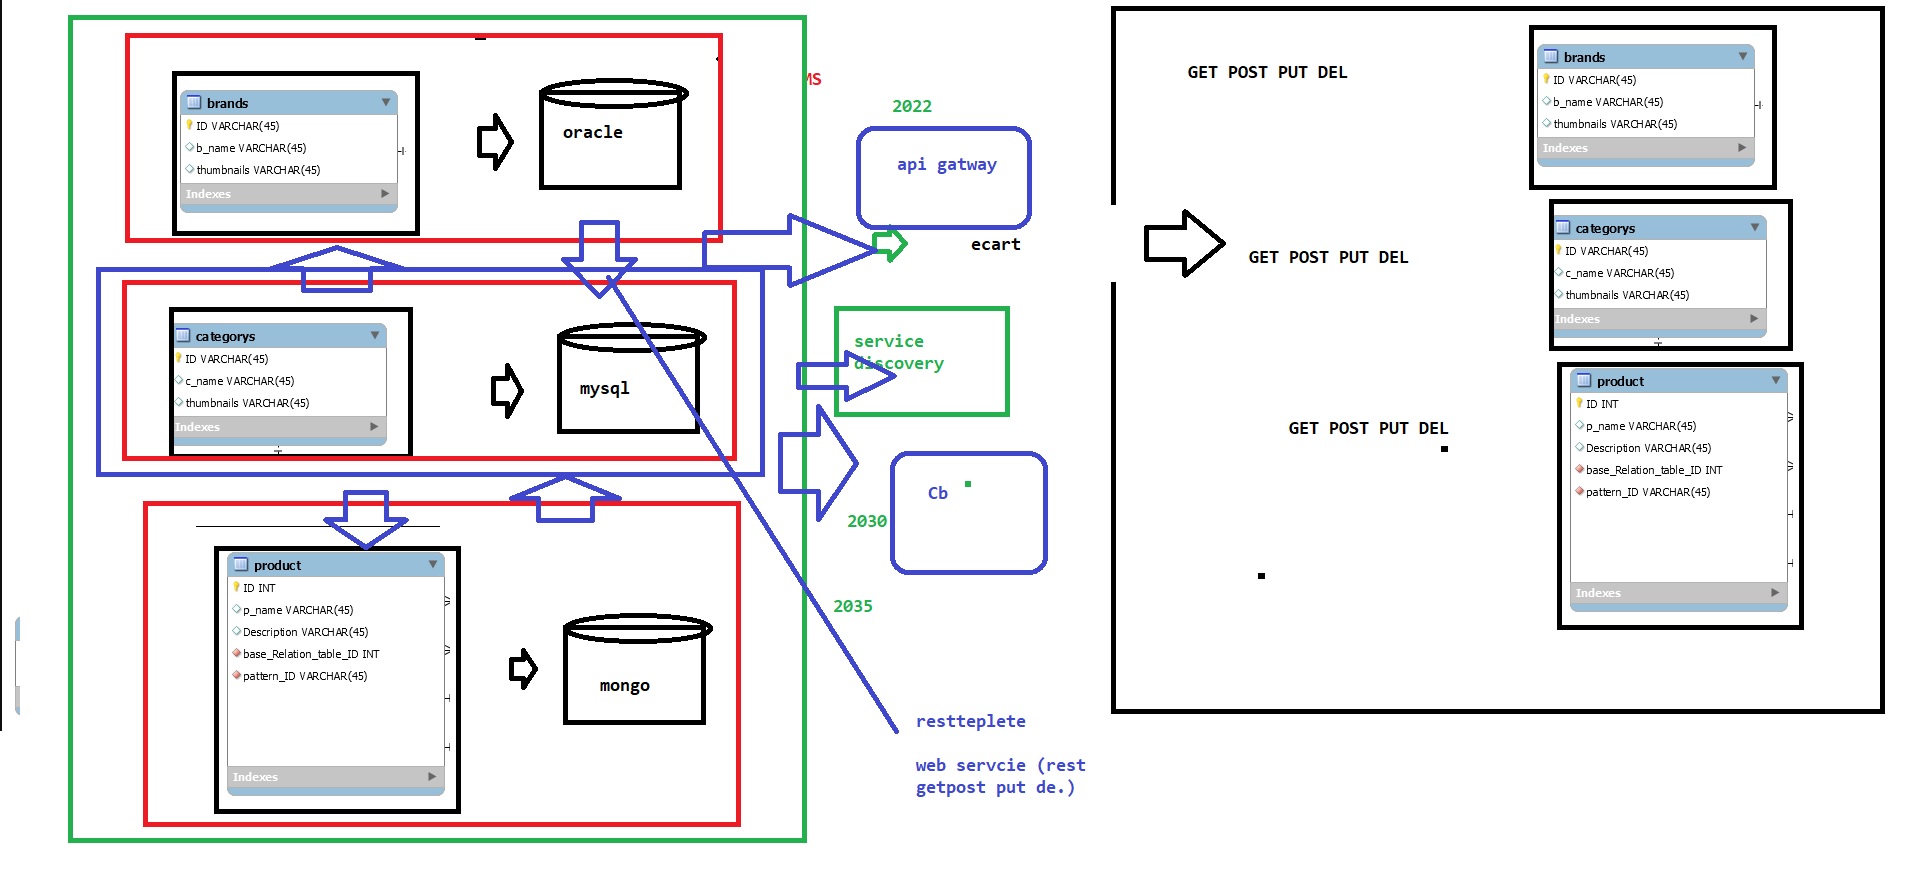 brands
ID VARCHAR(45)
b_name VARCHAR(45)
thumbnails VARCHAR(45)
Indexes
oracle
MS
2022
api gatway
ecart
categorys
ID VARCHAR(45)
c_name VARCHAR(45)
thumbnails VARCHAR(45)
Indexes
mysql
service
discovery
Cb
2030
2035
product
ID INT
p_name VARCHAR(45)
Description VARCHAR(45)
base_Relation_table_ID INT
pattern_ID VARCHAR(45)
Indexes
mongo
restteplete
web servcie (rest
getpost put de.)
GET POST PUT DEL
brands
ID VARCHAR(45)
b_name VARCHAR(45)
thumbnails VARCHAR(45)
Indexes
GET POST PUT DEL
categorys
ID VARCHAR(45)
c_name VARCHAR(45)
thumbnails VARCHAR(45)
Indexes
GET POST PUT DEL
product
ID INT
p_name VARCHAR(45)
Description VARCHAR(45)
base_Relation_table_ID INT
pattern_ID VARCHAR(45)
Indexes